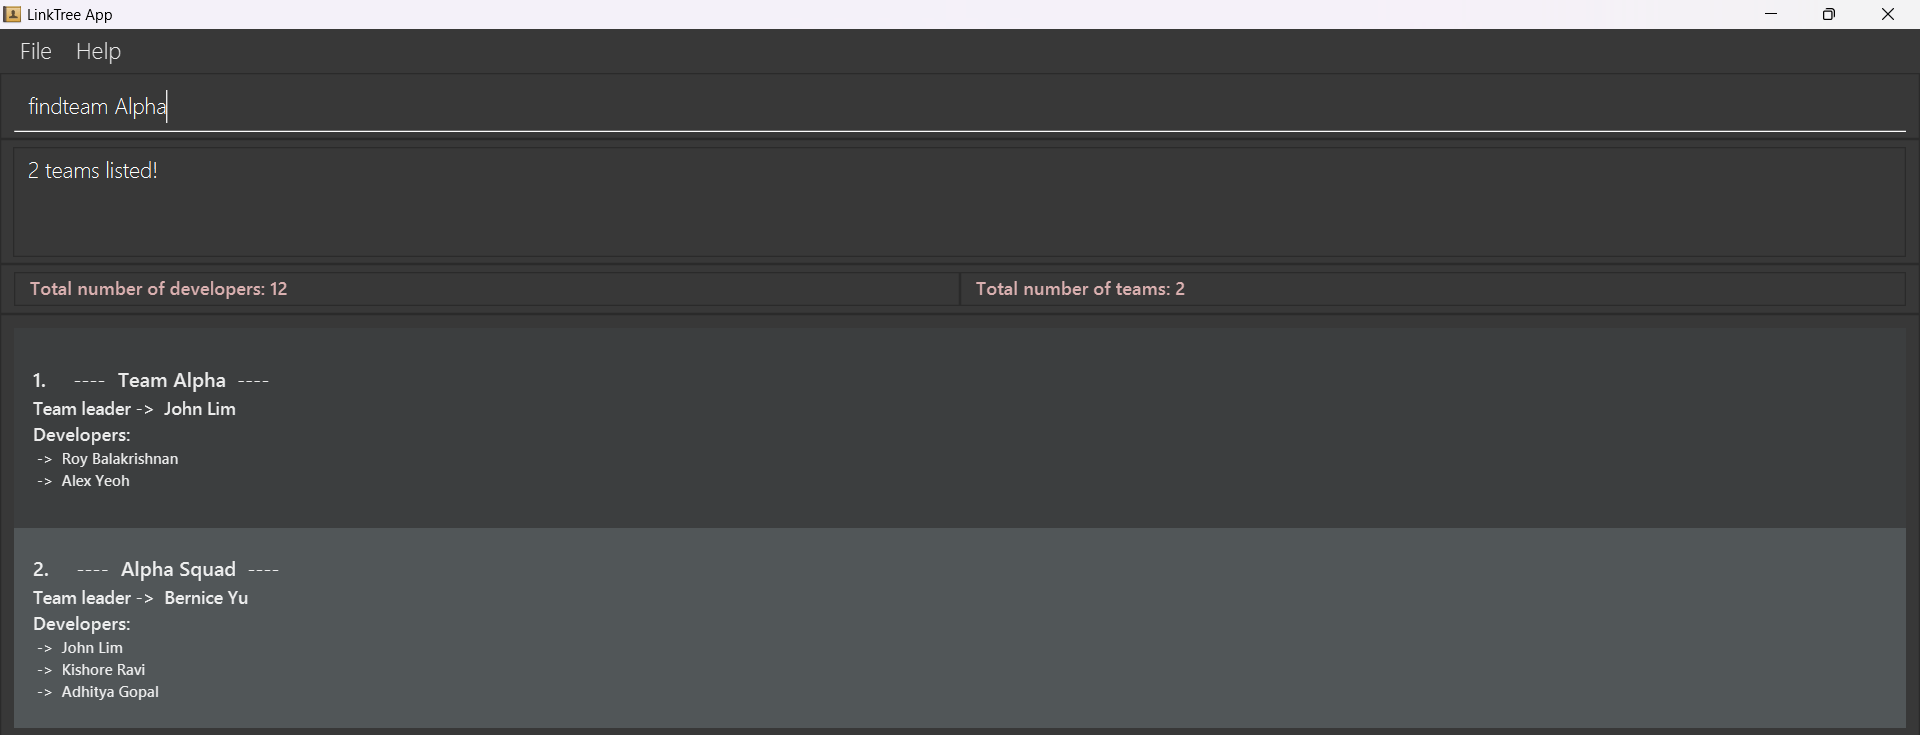 LinkTree App
File Help
findteam Alpha
2 teams listed!
Total number of developers: 12
Total number of teams: 2
1. ---- Team Alpha ----
Team leader -> John Lim
Developers:
-> Roy Balakrishnan
-> Alex Yeoh
2. ---- Alpha Squad ----
Team leader -> Bernice Yu
Developers:
-> John Lim
-> Kishore Ravi
-> Adhitya Gopal